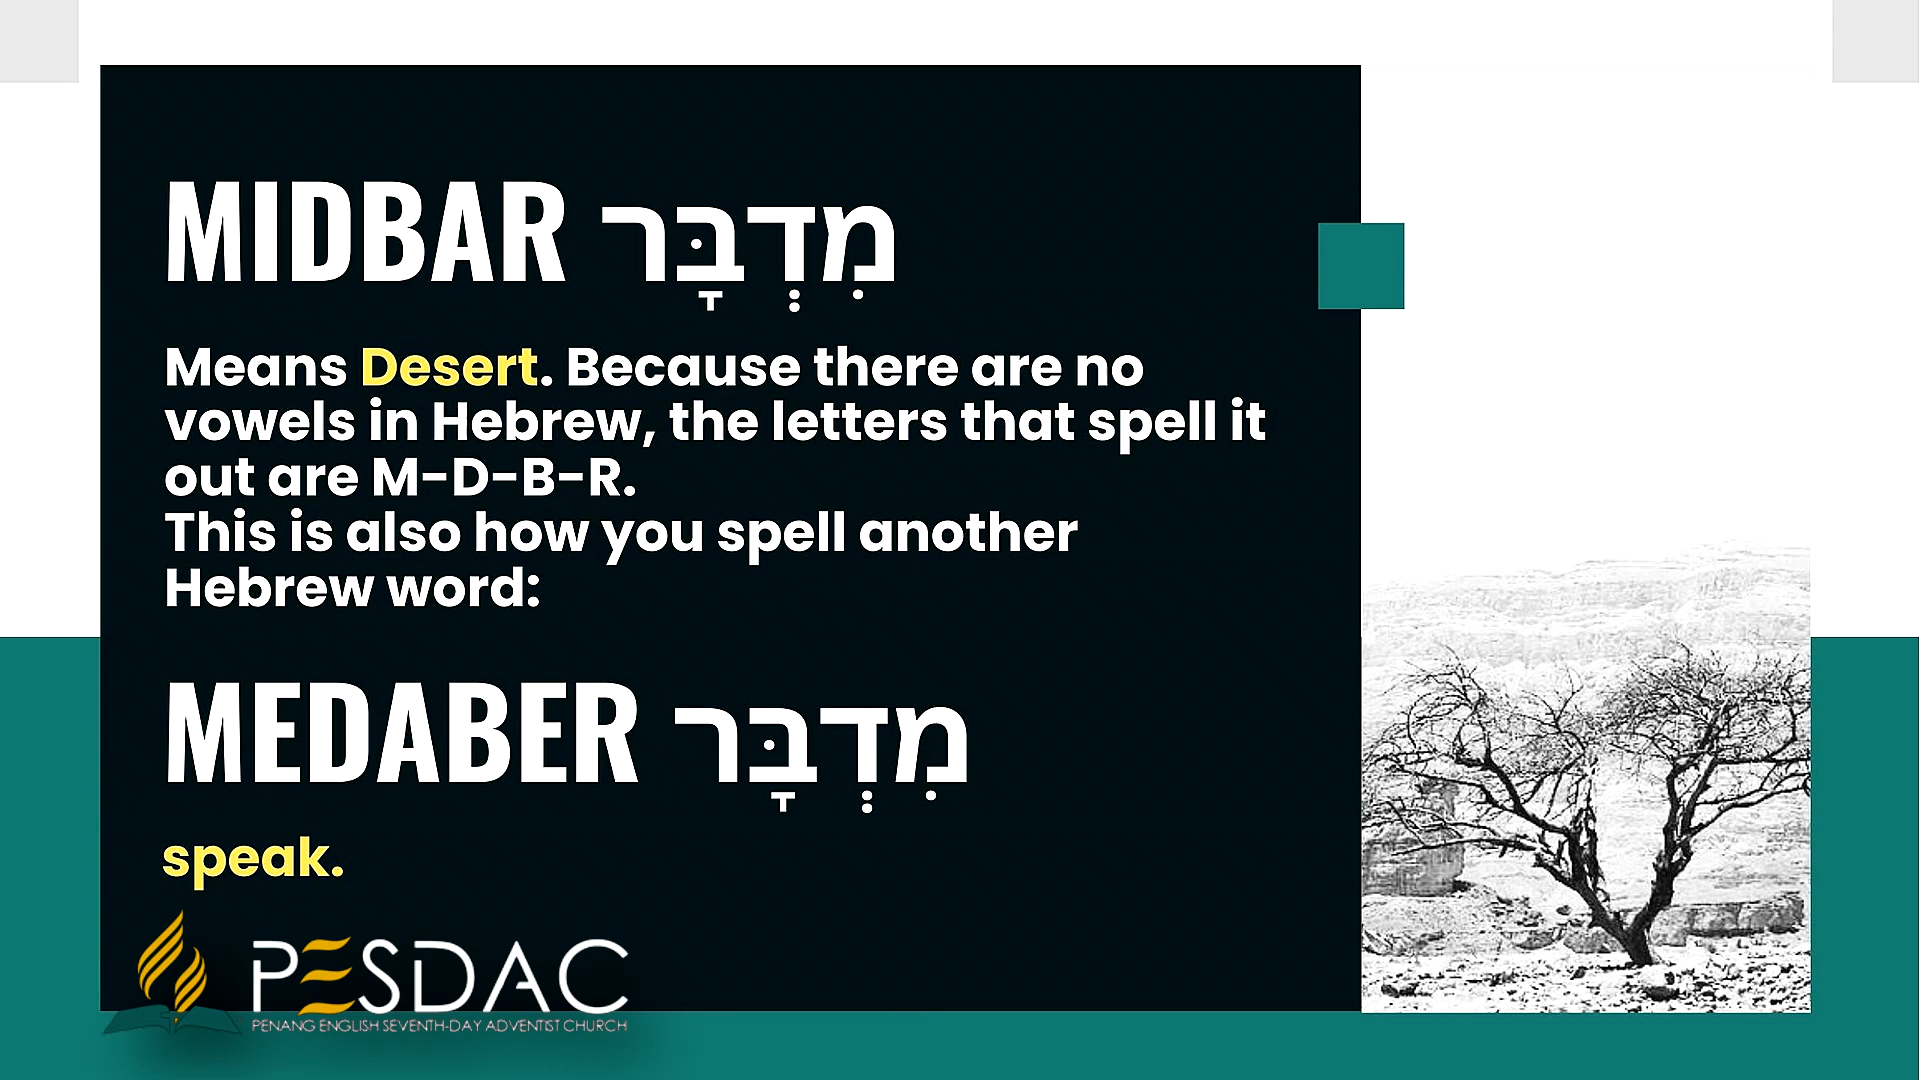 MIDBAR מִדְבָּר
Means Desert. Because there are no
vowels in Hebrew, the letters that spell it
out are M-D-B-R.
This is also how you spell another
Hebrew word:
MEDABER מִדְבָּר
speak.
PESDAC
PENANG ENGLISH SEVENTH-DAY ADVENTIST CHURCH